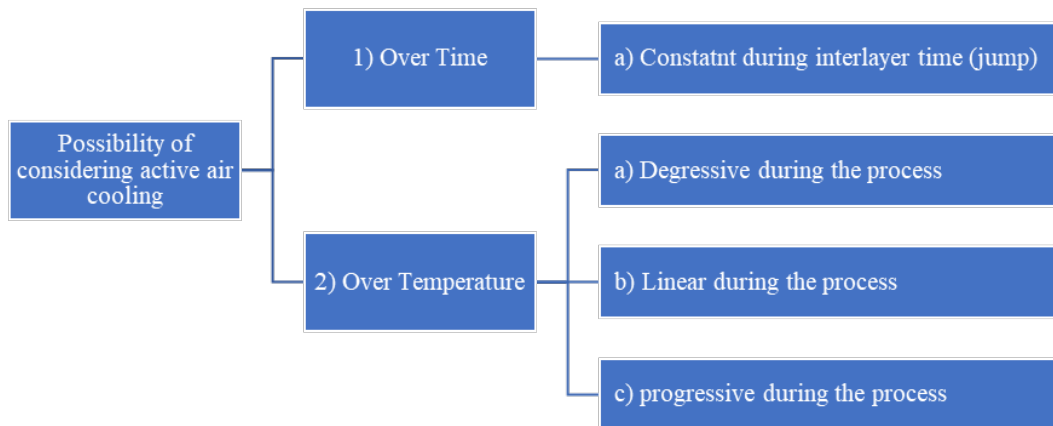 Possibility of
considering active air
cooling
1) Over Time
a) Constatnt during interlayer time (jump)
2) Over Temperature
a) Degressive during the process
b) Linear during the process
c) progressive during the process